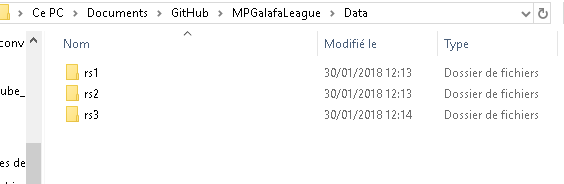 Ce PC > Documents > GitHub > MPGalafaLeague > Data
conv
Nom Modifié le Type
rs1 30/01/2018 12:13 Dossier de fichiers
ube_ rs2 30/01/2018 12:13 Dossier de fichiers
rs3 30/01/2018 12:14 Dossier de fichiers
es de